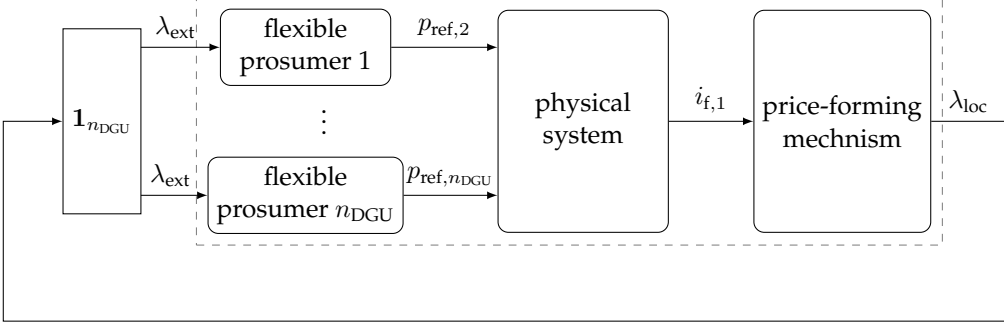 λext
flexible
prosumer 1
pref,2
1nDGU
⋮
physical
system
if,1
price-forming
mechnism
λloc
λext
flexible
prosumer nDGU
pref,nDGU